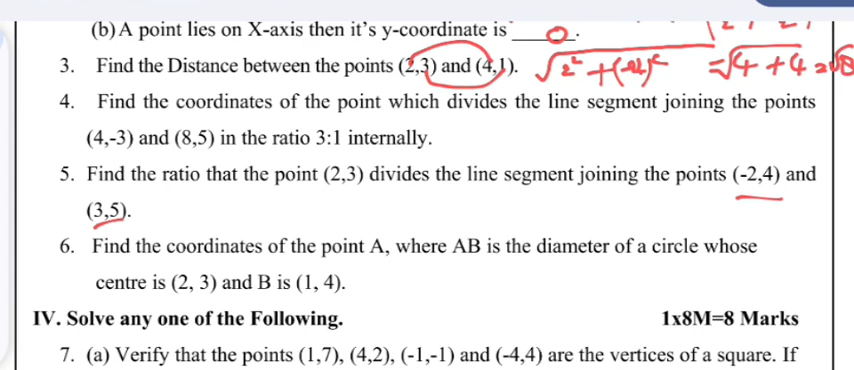 (b) A point lies on X-axis then it's y-coordinate is 0.
3. Find the Distance between the points (2,3) and (4,1). √2² + (-2)² = √4 + 4 = √8
4. Find the coordinates of the point which divides the line segment joining the points
(4,-3) and (8,5) in the ratio 3:1 internally.
5. Find the ratio that the point (2,3) divides the line segment joining the points (-2,4) and
(3,5).
6. Find the coordinates of the point A, where AB is the diameter of a circle whose
centre is (2, 3) and B is (1, 4).
IV. Solve any one of the Following. 1x8M=8 Marks
7. (a) Verify that the points (1,7), (4,2), (-1,-1) and (-4,4) are the vertices of a square. If